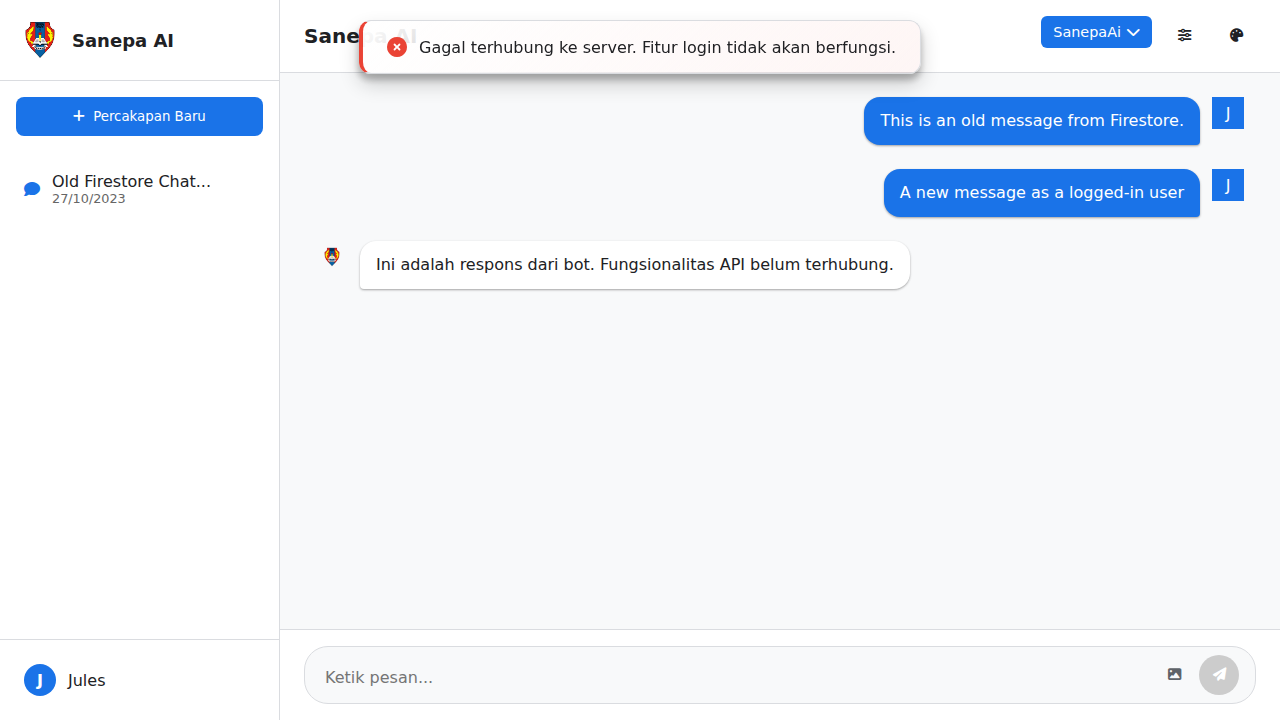 Sanepa AI
Percakapan Baru
Old Firestore Chat...
27/10/2023
Jules
J
Sanepa AI
Gagal terhubung ke server. Fitur login tidak akan berfungsi.
SanepaAi
This is an old message from Firestore.
J
A new message as a logged-in user
J
Ini adalah respons dari bot. Fungsionalitas API belum terhubung.
Ketik pesan...